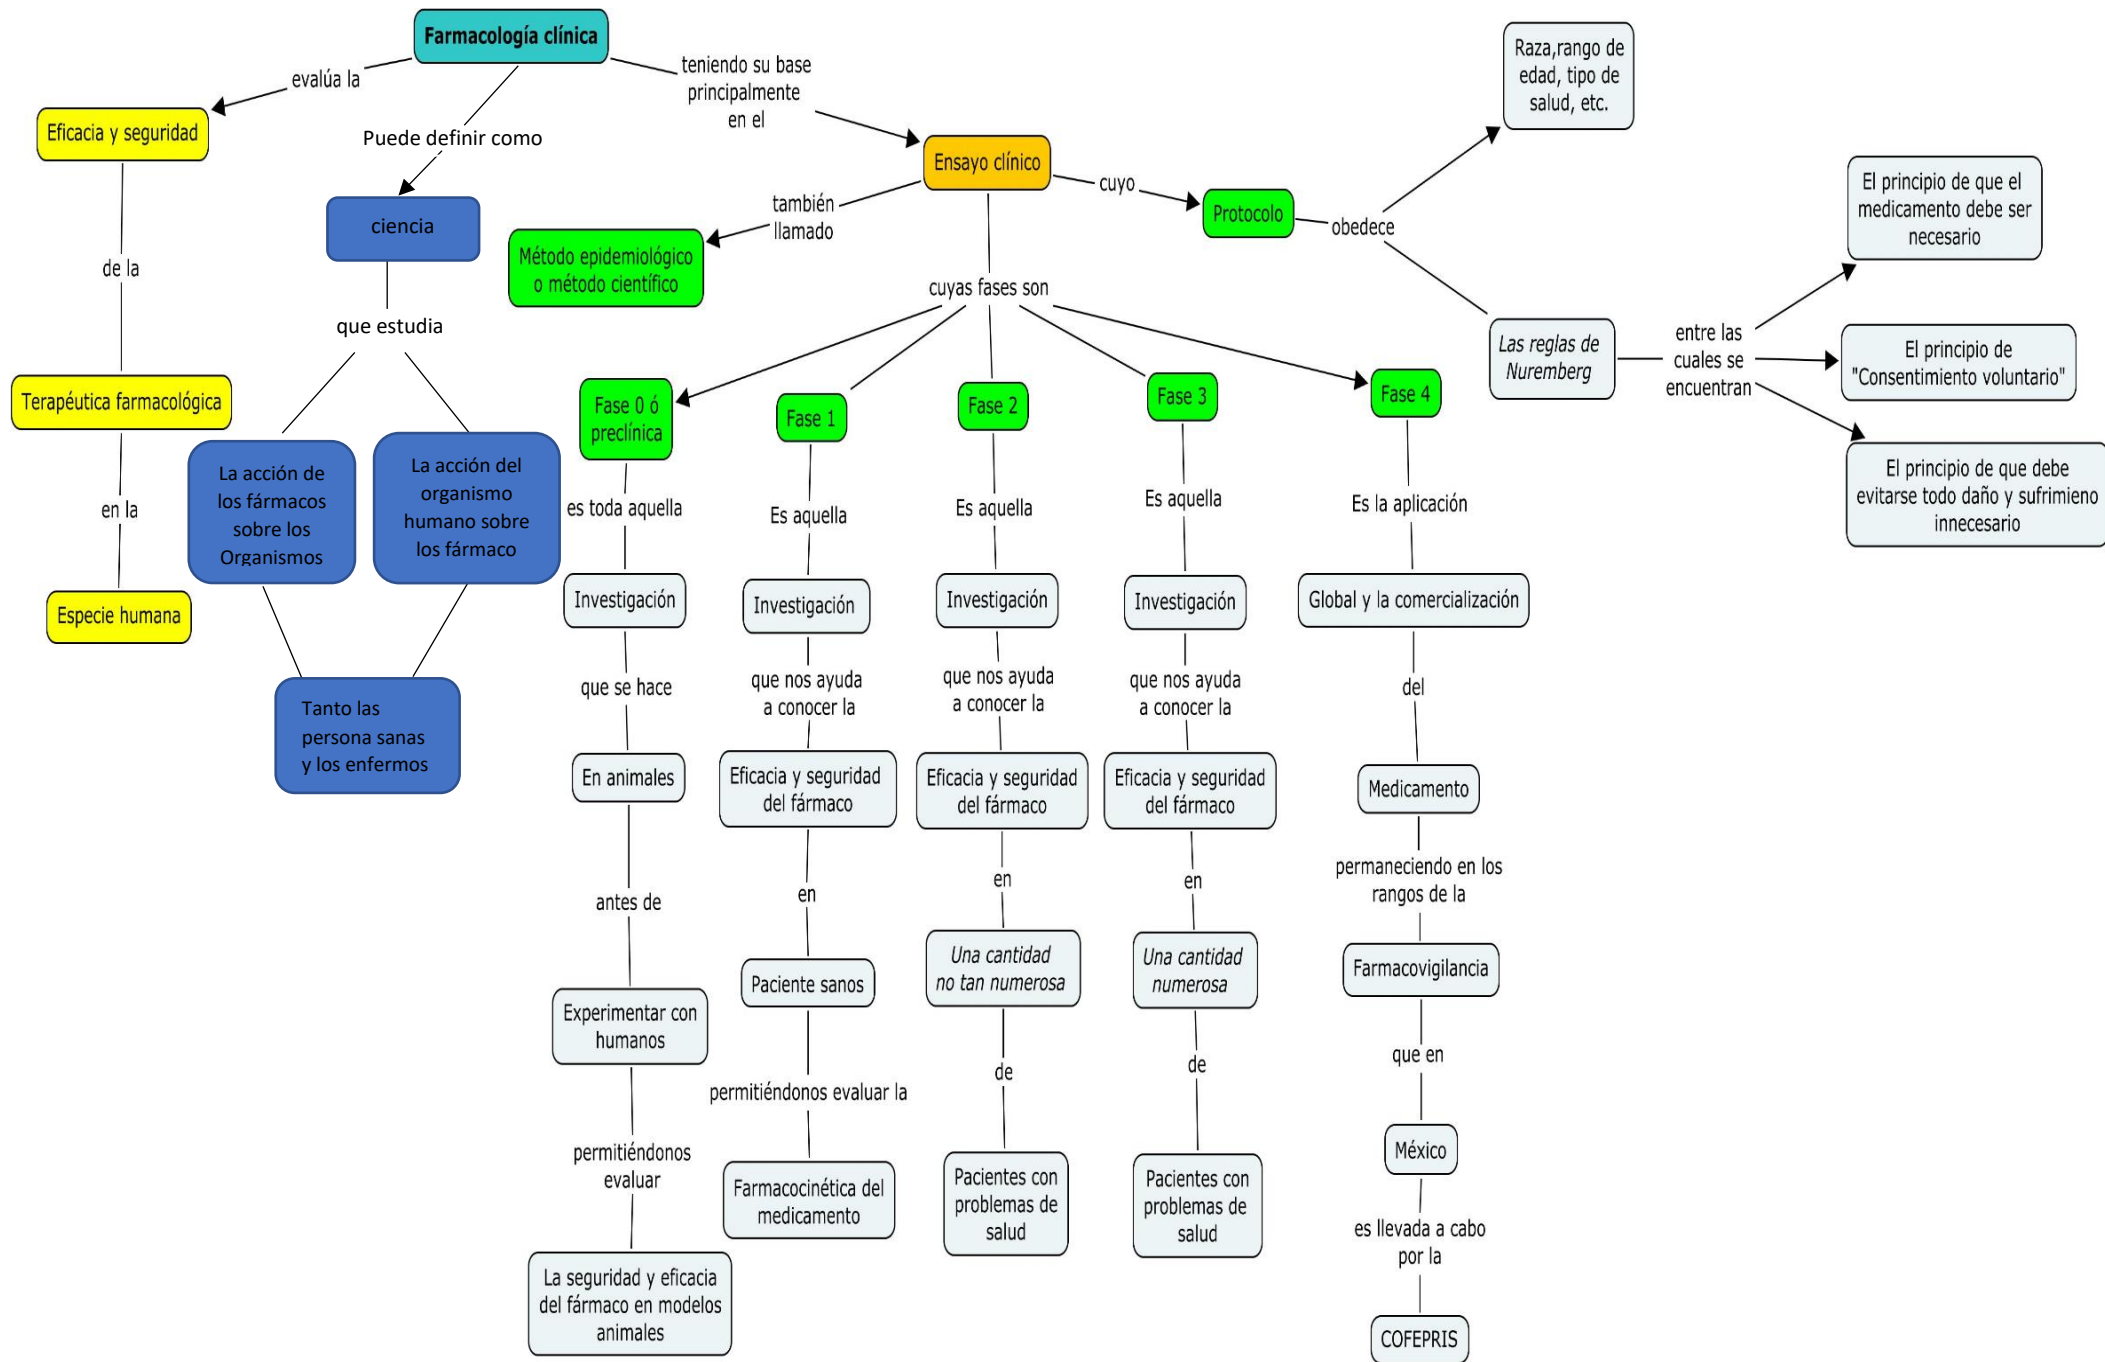 Farmacología clínica
evalúa la
Eficacia y seguridad
de la
Terapéutica farmacológica
en la
Especie humana
Puede definir como
ciencia
que estudia
La acción de
los fármacos
sobre los
Organismos
La acción del
organismo
humano sobre
los fármaco
Tanto las
persona sanas
y los enfermos
teniendo su base
principalmente
en el
Ensayo clínico
también
llamado
Método epidemiológico
o método científico
cuyo
Protocolo
obedece
Raza,rango de
edad, tipo de
salud, etc.
Las reglas de
Nuremberg
entre las
cuales se
encuentran
El principio de que el
medicamento debe ser
necesario
El principio de
"Consentimiento voluntario"
El principio de que debe
evitarse todo daño y sufrimieno
innecesario
cuyas fases son
Fase 0 ó
preclínica
es toda aquella
Investigación
que se hace
En animales
antes de
Experimentar con
humanos
permitiéndonos
evaluar
La seguridad y eficacia
del fármaco en modelos
animales
Fase 1
Es aquella
Investigación
que nos ayuda
a conocer la
Eficacia y seguridad
del fármaco
en
Paciente sanos
permitiéndonos evaluar la
Farmacocinética del
medicamento
Fase 2
Es aquella
Investigación
que nos ayuda
a conocer la
Eficacia y seguridad
del fármaco
en
Una cantidad
no tan numerosa
de
Pacientes con
problemas de
salud
Fase 3
Es aquella
Investigación
que nos ayuda
a conocer la
Eficacia y seguridad
del fármaco
en
Una cantidad
numerosa
de
Pacientes con
problemas de
salud
Fase 4
Es la aplicación
Global y la comercialización
del
Medicamento
permaneciendo en los
rangos de la
Farmacovigilancia
que en
México
es llevada a cabo
por la
COFEPRIS